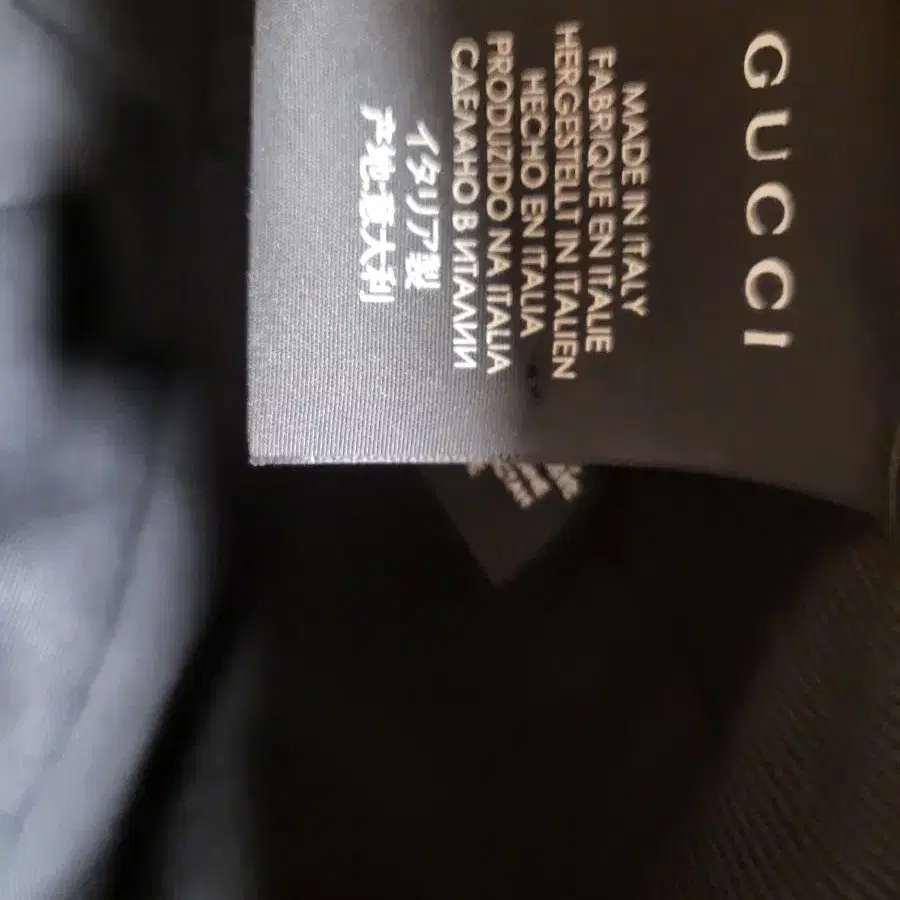 GUCCI
MADE IN ITALY
FABRIQUE EN ITALIE
HERGESTELLT IN ITALIEN
HECHO EN ITALIA
PRODUZIDO NA ITALIA
СДЕЛАНО В ИТАЛИИ
イタリア製
产地:意大利